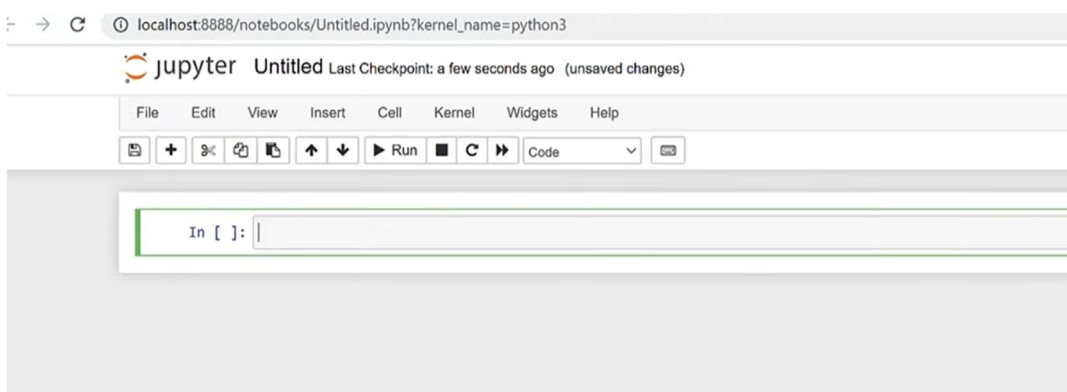 localhost:8888/notebooks/Untitled.ipynb?kernel_name=python3
jupyter Untitled Last Checkpoint: a few seconds ago (unsaved changes)
File Edit View Insert Cell Kernel Widgets Help
Run Code
In [ ]: